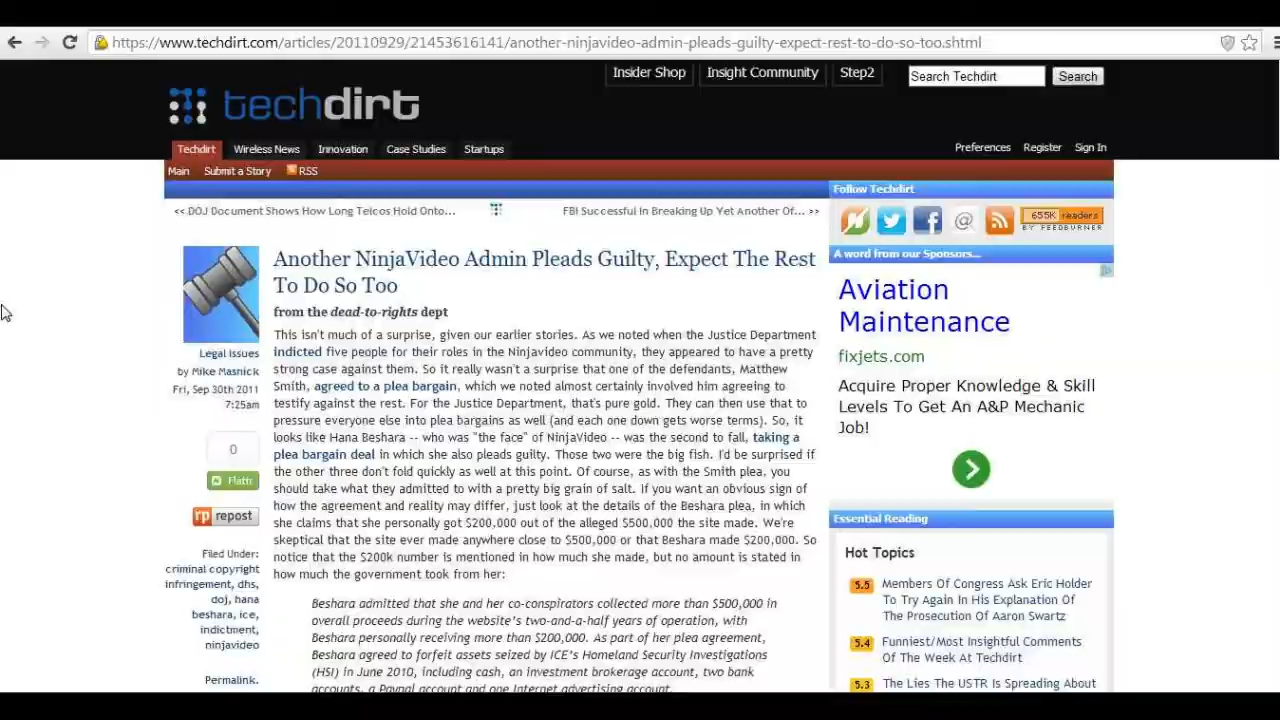 https://www.techdirt.com/articles/20110929/21453616141/another-ninjavideo-admin-pleads-guilty-expect-rest-to-do-so-too.shtml
Insider Shop
Insight Community
Step2
Search Techdirt
Search
techdirt
Techdirt
Wireless News
Innovation
Case Studies
Startups
Preferences
Register
Sign In
Main
Submit a Story
RSS
<< DOJ Document Shows How Long Telcos Hold Onto...
FBI Successful In Breaking Up Yet Another Of... >>
Another NinjaVideo Admin Pleads Guilty, Expect The Rest
To Do So Too
from the dead-to-rights dept
Legal Issues
by Mike Masnick
Fri, Sep 30th 2011
7:25am
0
Flattr
rp repost
Filed Under:
criminal copyright
infringement, dhs,
doj, hana
beshara, ice,
indictment,
ninjavideo
Permalink.
This isn't much of a surprise, given our earlier stories. As we noted when the Justice Department
indicted five people for their roles in the Ninjavideo community, they appeared to have a pretty
strong case against them. So it really wasn't a surprise that one of the defendants, Matthew
Smith, agreed to a plea bargain, which we noted almost certainly involved him agreeing to
testify against the rest. For the Justice Department, that's pure gold. They can then use that to
pressure everyone else into plea bargains as well (and each one down gets worse terms). So, it
looks like Hana Beshara -- who was "the face" of NinjaVideo -- was the second to fall, taking a
plea bargain deal in which she also pleads guilty. Those two were the big fish. I'd be surprised if
the other three don't fold quickly as well at this point. Of course, as with the Smith plea, you
should take what they admitted to with a pretty big grain of salt. If you want an obvious sign of
how the agreement and reality may differ, just look at the details of the Beshara plea, in which
she claims that she personally got $200,000 out of the alleged $500,000 the site made. We're
skeptical that the site ever made anywhere close to $500,000 or that Beshara made $200,000. So
notice that the $200k number is mentioned in how much she made, but no amount is stated in
how much the government took from her:
Beshara admitted that she and her co-conspirators collected more than $500,000 in
overall proceeds during the website's two-and-a-half years of operation, with
Beshara personally receiving more than $200,000. As part of her plea agreement,
Beshara agreed to forfeit assets seized by ICE's Homeland Security Investigations
(HSI) in June 2010, including cash, an investment brokerage account, two bank
accounts, a Paypal account and one Internet advertising account.
Follow Techdirt
@
655K readers
BY FEEDBURNER
A word from our Sponsors...
Aviation
Maintenance
fixjets.com
Acquire Proper Knowledge & Skill
Levels To Get An A&P Mechanic
Job!
Essential Reading
Hot Topics
5.5 Members Of Congress Ask Eric Holder
To Try Again In His Explanation Of
The Prosecution Of Aaron Swartz
5.4 Funniest/Most Insightful Comments
Of The Week At Techdirt
5.3 The Lies The USTR Is Spreading About